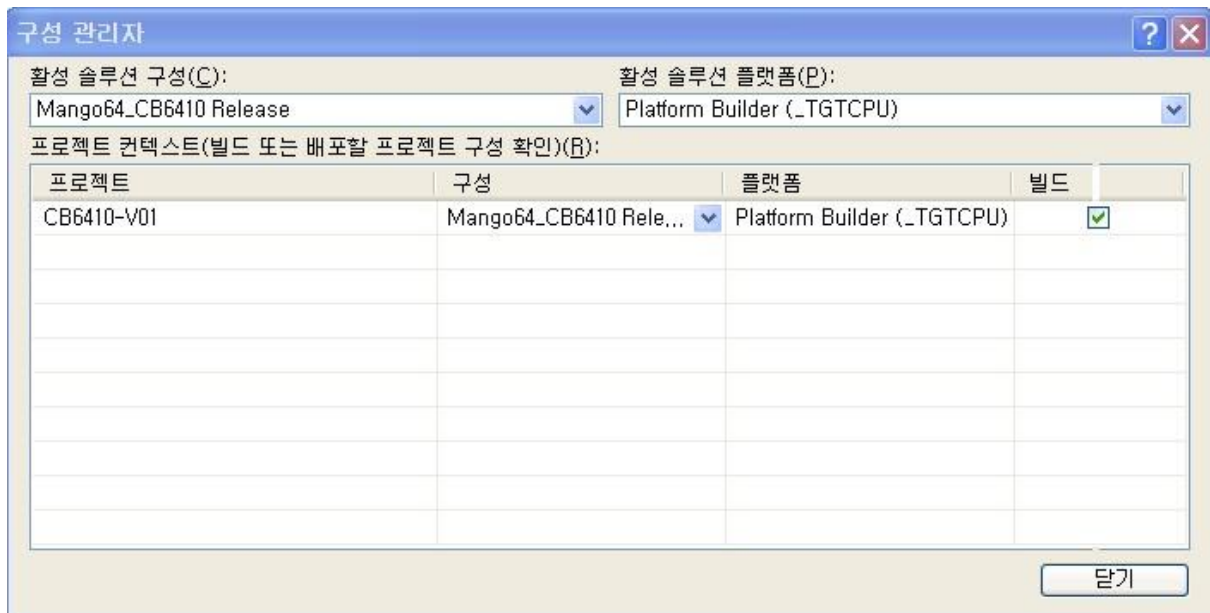 구성 관리자
활성 솔루션 구성(C): 활성 솔루션 플랫폼(P):
Mango64_CB6410 Release Platform Builder (_TGTCPU)
프로젝트 컨텍스트(빌드 또는 배포할 프로젝트 구성 확인)(R):
프로젝트 구성 플랫폼 빌드
CB6410-V01 Mango64_CB6410 Rele,,, Platform Builder (_TGTCPU)
닫기